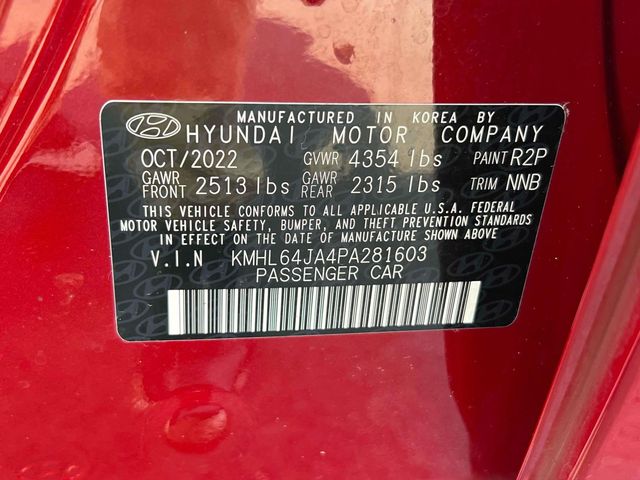 MANUFACTURED IN KOREA BY
HYUNDAI MOTOR COMPANY
OCT/2022 GVWR 4354 lbs PAINT R2P
GAWR FRONT 2513 lbs GAWR REAR 2315 lbs TRIM NNB
THIS VEHICLE CONFORMS TO ALL APPLICABLE U.S.A. FEDERAL
MOTOR VEHICLE SAFETY, BUMPER, AND THEFT PREVENTION STANDARDS
IN EFFECT ON THE DATE OF MANUFACTURE SHOWN ABOVE
V.I.N KMHL64JA4PA281603
PASSENGER CAR